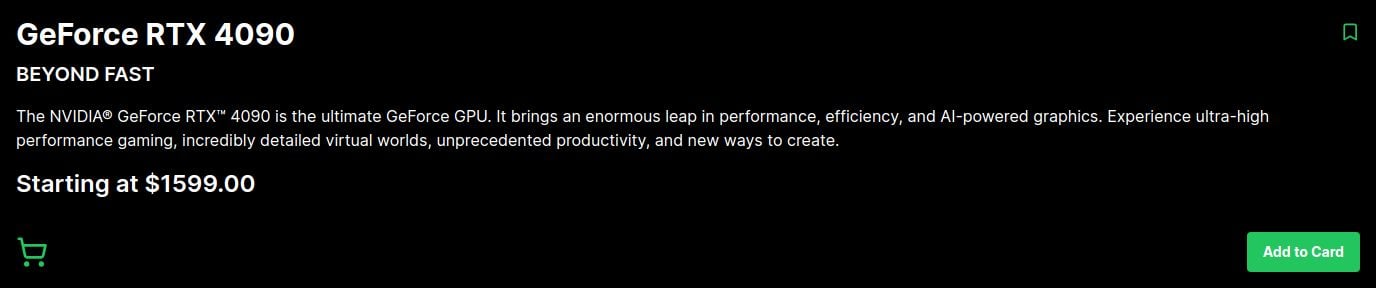 GeForce RTX 4090
BEYOND FAST
The NVIDIA® GeForce RTX™ 4090 is the ultimate GeForce GPU. It brings an enormous leap in performance, efficiency, and AI-powered graphics. Experience ultra-high
performance gaming, incredibly detailed virtual worlds, unprecedented productivity, and new ways to create.
Starting at $1599.00
Add to Card